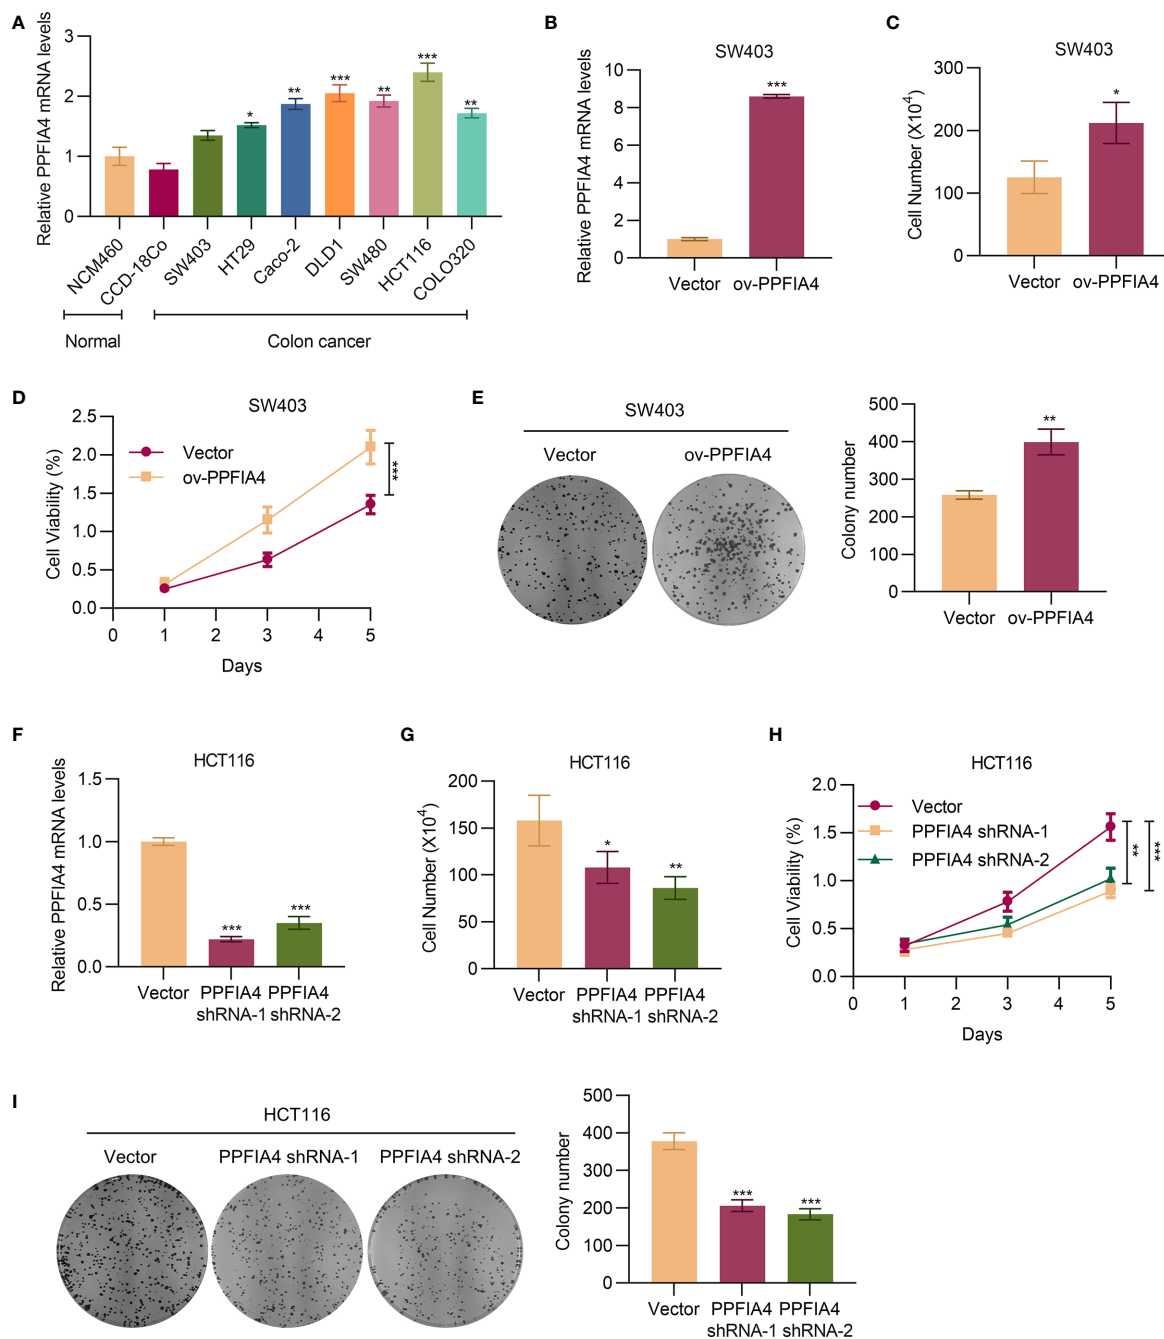 A
Relative PPFIA4 mRNA levels
3
2
1
0
*
**
***
**
***
**
NCM460
CCD-18Co
SW403
HT29
Caco-2
DLD1
SW480
HCT116
COLO320
Normal
Colon cancer
B
SW403
Relative PPFIA4 mRNA levels
10
8
6
4
2
0
***
Vector
ov-PPFIA4
C
SW403
Cell Number (X10⁴)
300
200
100
0
*
Vector
ov-PPFIA4
D
SW403
Cell Viability (%)
2.5
2.0
1.5
1.0
0.5
0.0
Vector
ov-PPFIA4
***
0 1 2 3 4 5
Days
E
SW403
Vector
ov-PPFIA4
Colony number
500
400
300
200
100
0
**
Vector
ov-PPFIA4
F
HCT116
Relative PPFIA4 mRNA levels
1.5
1.0
0.5
0.0
***
***
Vector
PPFIA4 shRNA-1
PPFIA4 shRNA-2
G
HCT116
Cell Number (X10⁴)
200
150
100
50
0
*
**
Vector
PPFIA4 shRNA-1
PPFIA4 shRNA-2
H
HCT116
Cell Viability (%)
2.0
1.5
1.0
0.5
0.0
Vector
PPFIA4 shRNA-1
PPFIA4 shRNA-2
**
***
0 1 2 3 4 5
Days
I
HCT116
Vector
PPFIA4 shRNA-1
PPFIA4 shRNA-2
Colony number
500
400
300
200
100
0
***
***
Vector
PPFIA4 shRNA-1
PPFIA4 shRNA-2